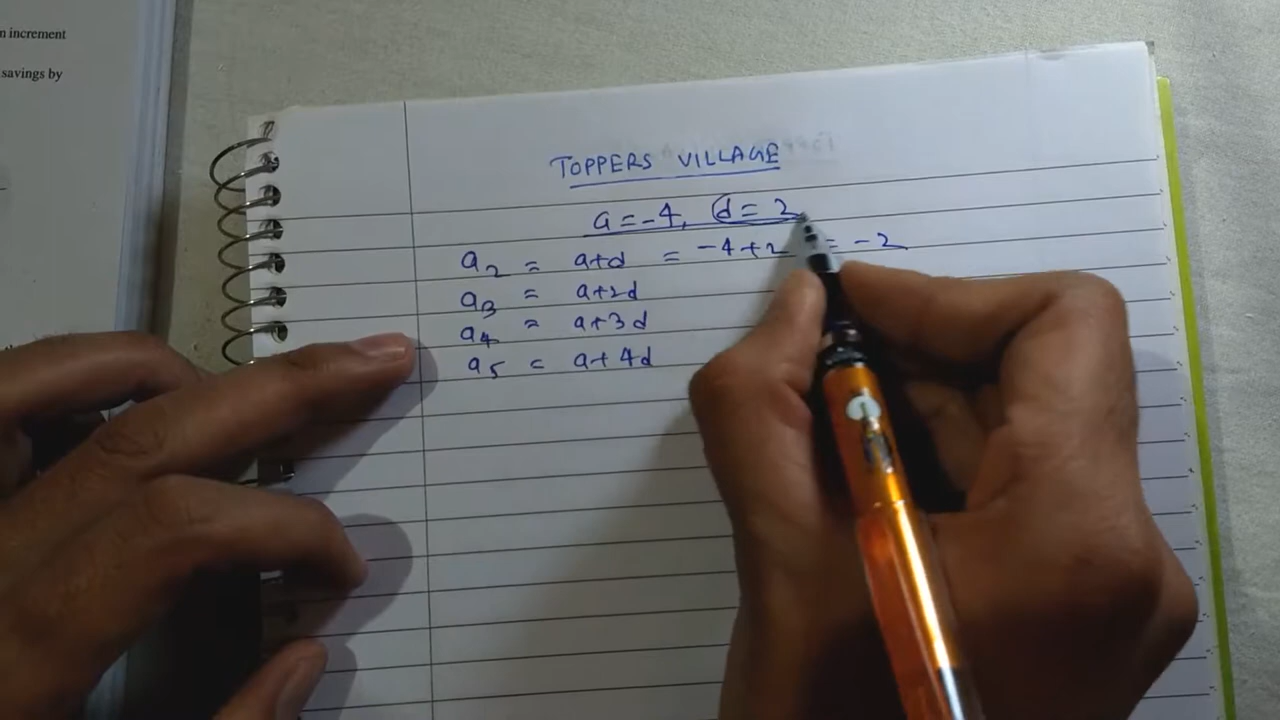 n increment
savings by
TOPPERS VILLAGE
a = -4, d = 2
a2 = a+d = -4+2 = -2
a3 = a+2d
a4 = a+3d
a5 = a+4d